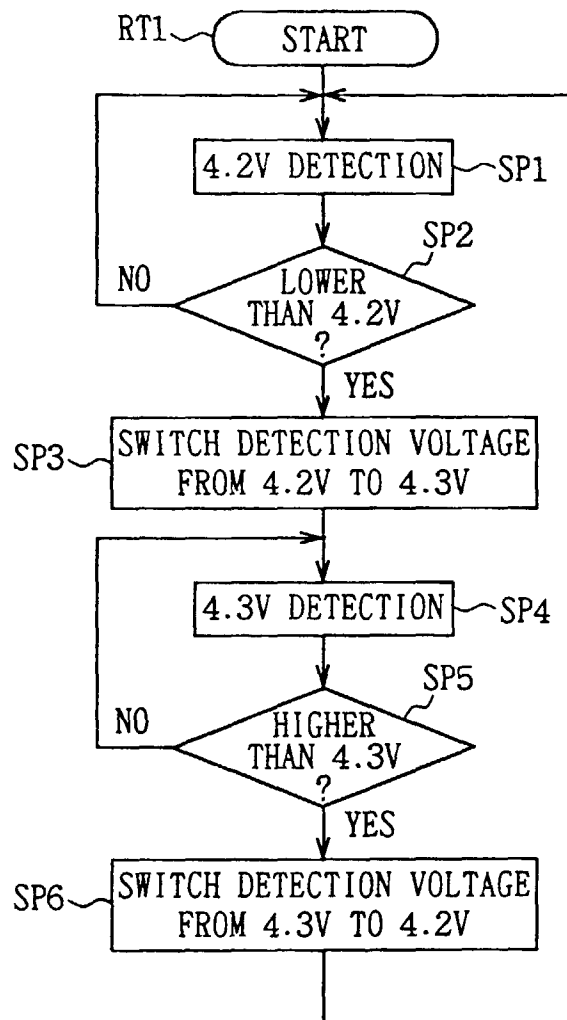 RT1
START
4.2V DETECTION
SP1
SP2
LOWER
THAN 4.2V
?
NO
YES
SP3
SWITCH DETECTION VOLTAGE
FROM 4.2V TO 4.3V
4.3V DETECTION
SP4
SP5
HIGHER
THAN 4.3V
?
NO
YES
SP6
SWITCH DETECTION VOLTAGE
FROM 4.3V TO 4.2V